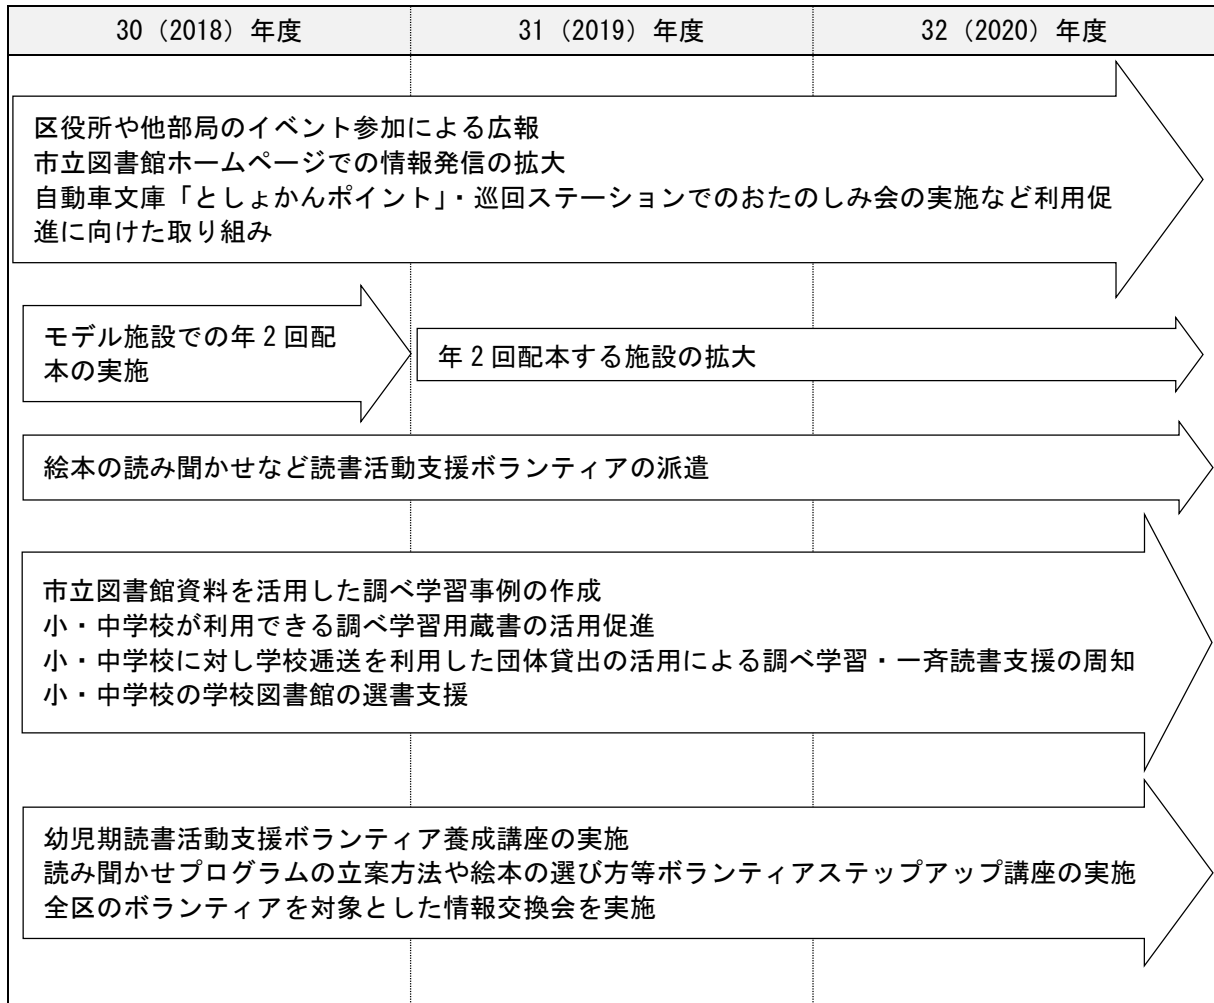 30（2018）年度
31（2019）年度
32（2020）年度
区役所や他部局のイベント参加による広報
市立図書館ホームページでの情報発信の拡大
自動車文庫「としょかんポイント」・巡回ステーションでのおたのしみ会の実施など利用促
進に向けた取り組み
モデル施設での年 2 回配
本の実施
年 2 回配本する施設の拡大
絵本の読み聞かせなど読書活動支援ボランティアの派遣
市立図書館資料を活用した調べ学習事例の作成
小・中学校が利用できる調べ学習用蔵書の活用促進
小・中学校に対し学校逓送を利用した団体貸出の活用による調べ学習・一斉読書支援の周知
小・中学校の学校図書館の選書支援
幼児期読書活動支援ボランティア養成講座の実施
読み聞かせプログラムの立案方法や絵本の選び方等ボランティアステップアップ講座の実施
全区のボランティアを対象とした情報交換会を実施